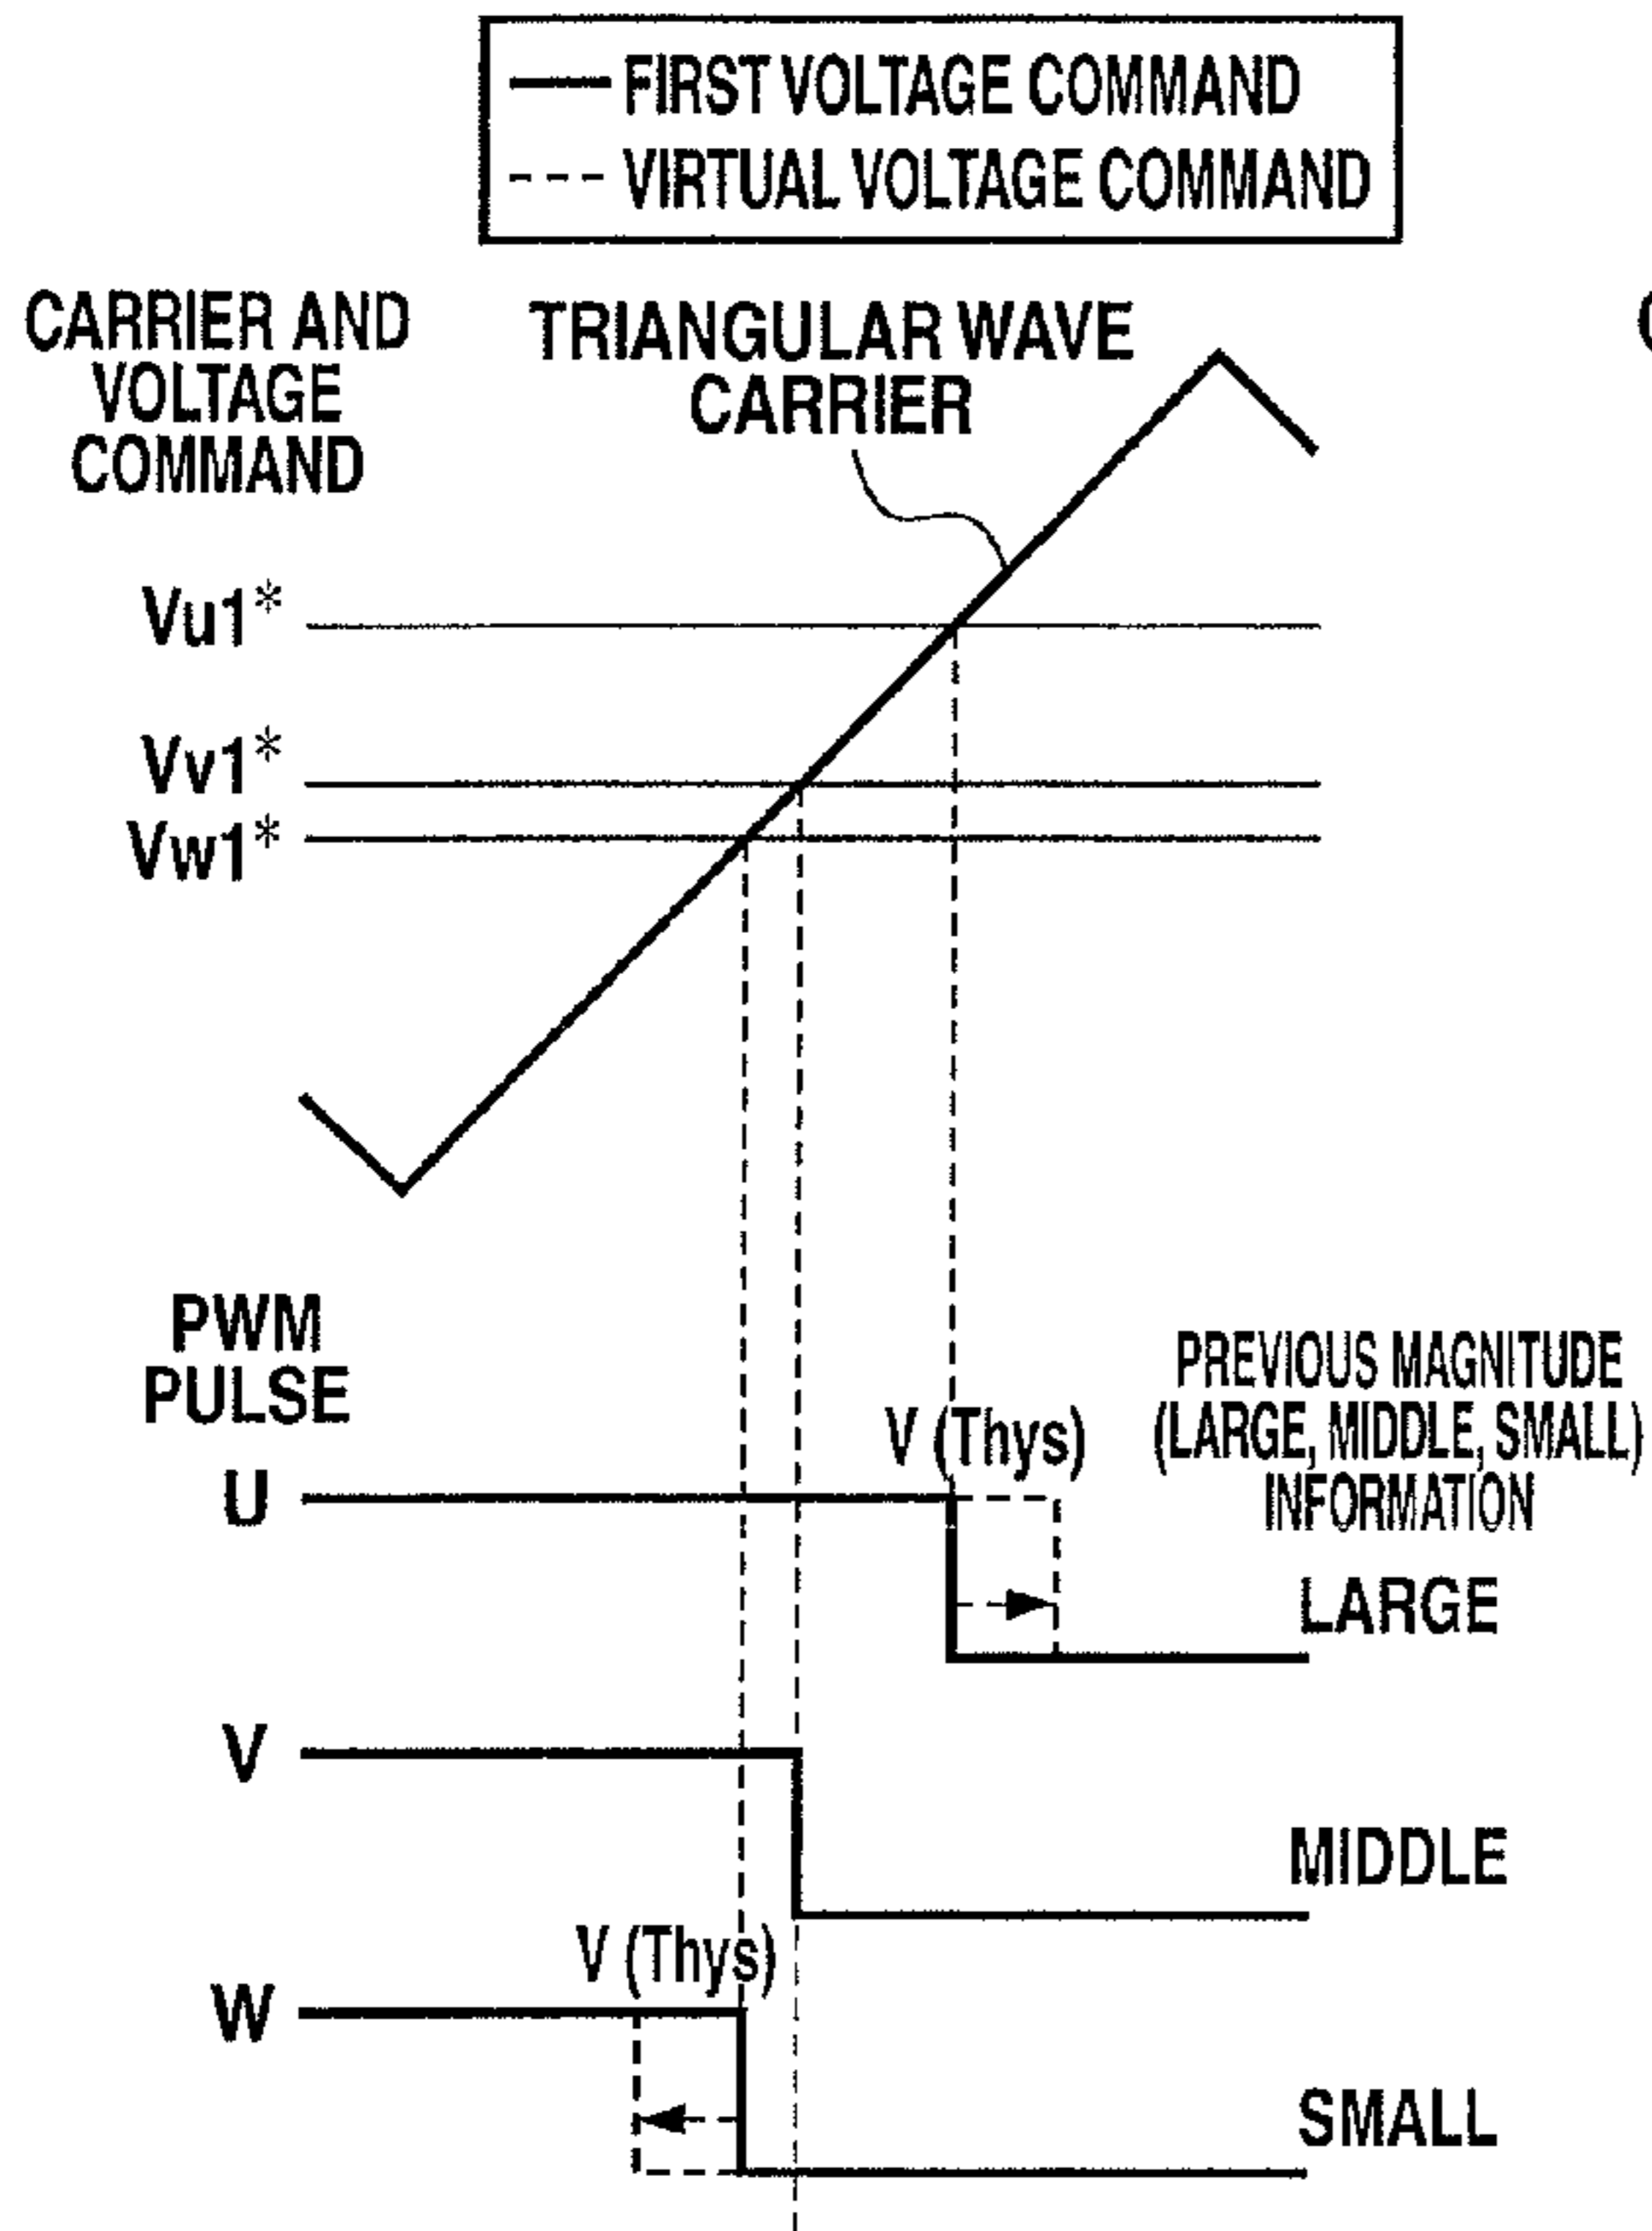 FIRST VOLTAGE COMMAND
VIRTUAL VOLTAGE COMMAND
CARRIER AND
VOLTAGE
COMMAND
TRIANGULAR WAVE
CARRIER
Vu1*
Vv1*
Vw1*
PWM
PULSE
PREVIOUS MAGNITUDE
(LARGE, MIDDLE, SMALL)
INFORMATION
V (Thys)
U
LARGE
V
MIDDLE
V (Thys)
W
SMALL